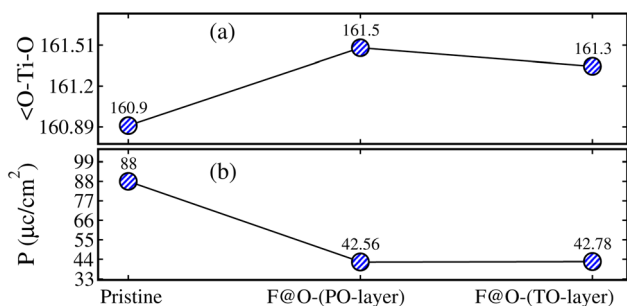 (a)
<O-Ti-O
161.51
161.2
160.89
160.9
161.5
161.3
(b)
P (μc/cm²)
99
88
77
66
55
44
33
88
42.56
42.78
Pristine
F@O-(PO-layer)
F@O-(TO-layer)